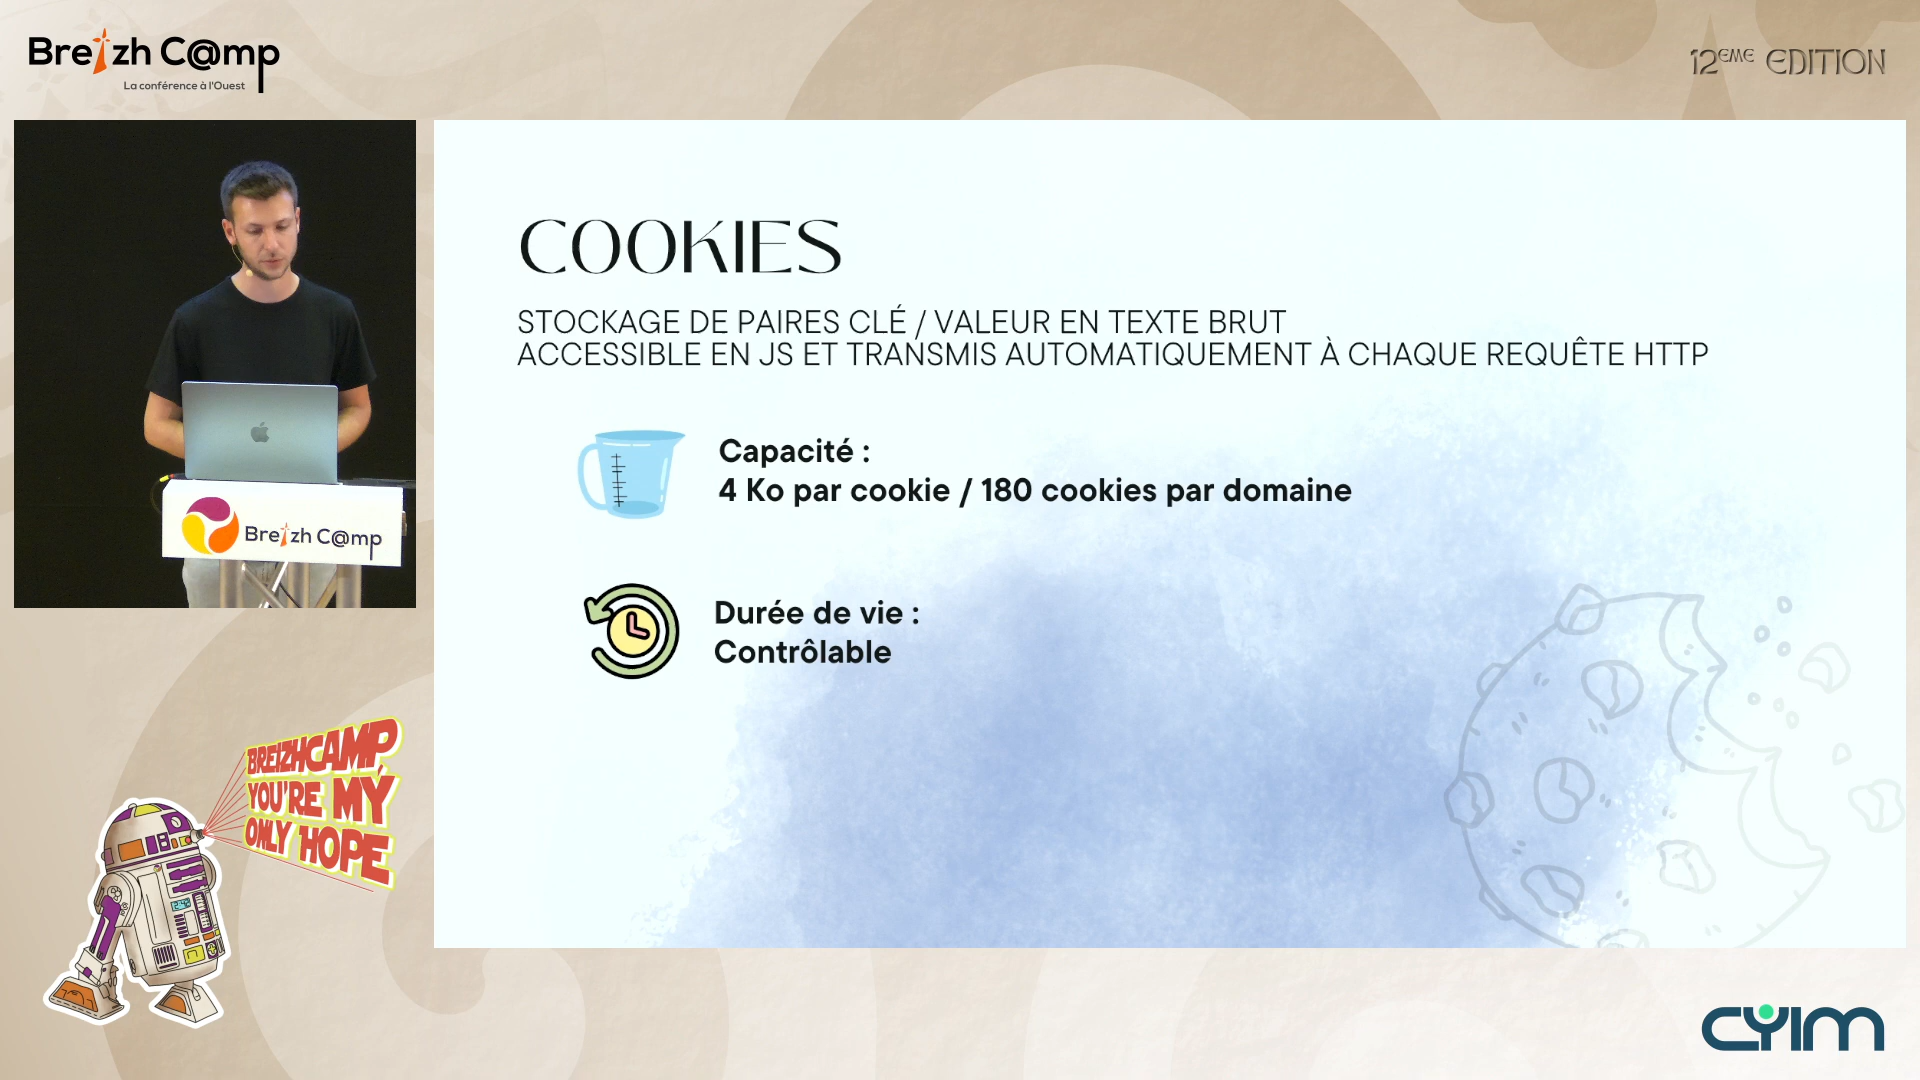 Breizh C@mp
La conférence à l'Ouest
12EME EDITION
COOKIES
STOCKAGE DE PAIRES CLÉ / VALEUR EN TEXTE BRUT
ACCESSIBLE EN JS ET TRANSMIS AUTOMATIQUEMENT À CHAQUE REQUÊTE HTTP
Capacité :
4 Ko par cookie / 180 cookies par domaine
Durée de vie :
Contrôlable
Breizh C@mp
BREIZHCAMP,
YOU'RE MY
ONLY HOPE
CYIM